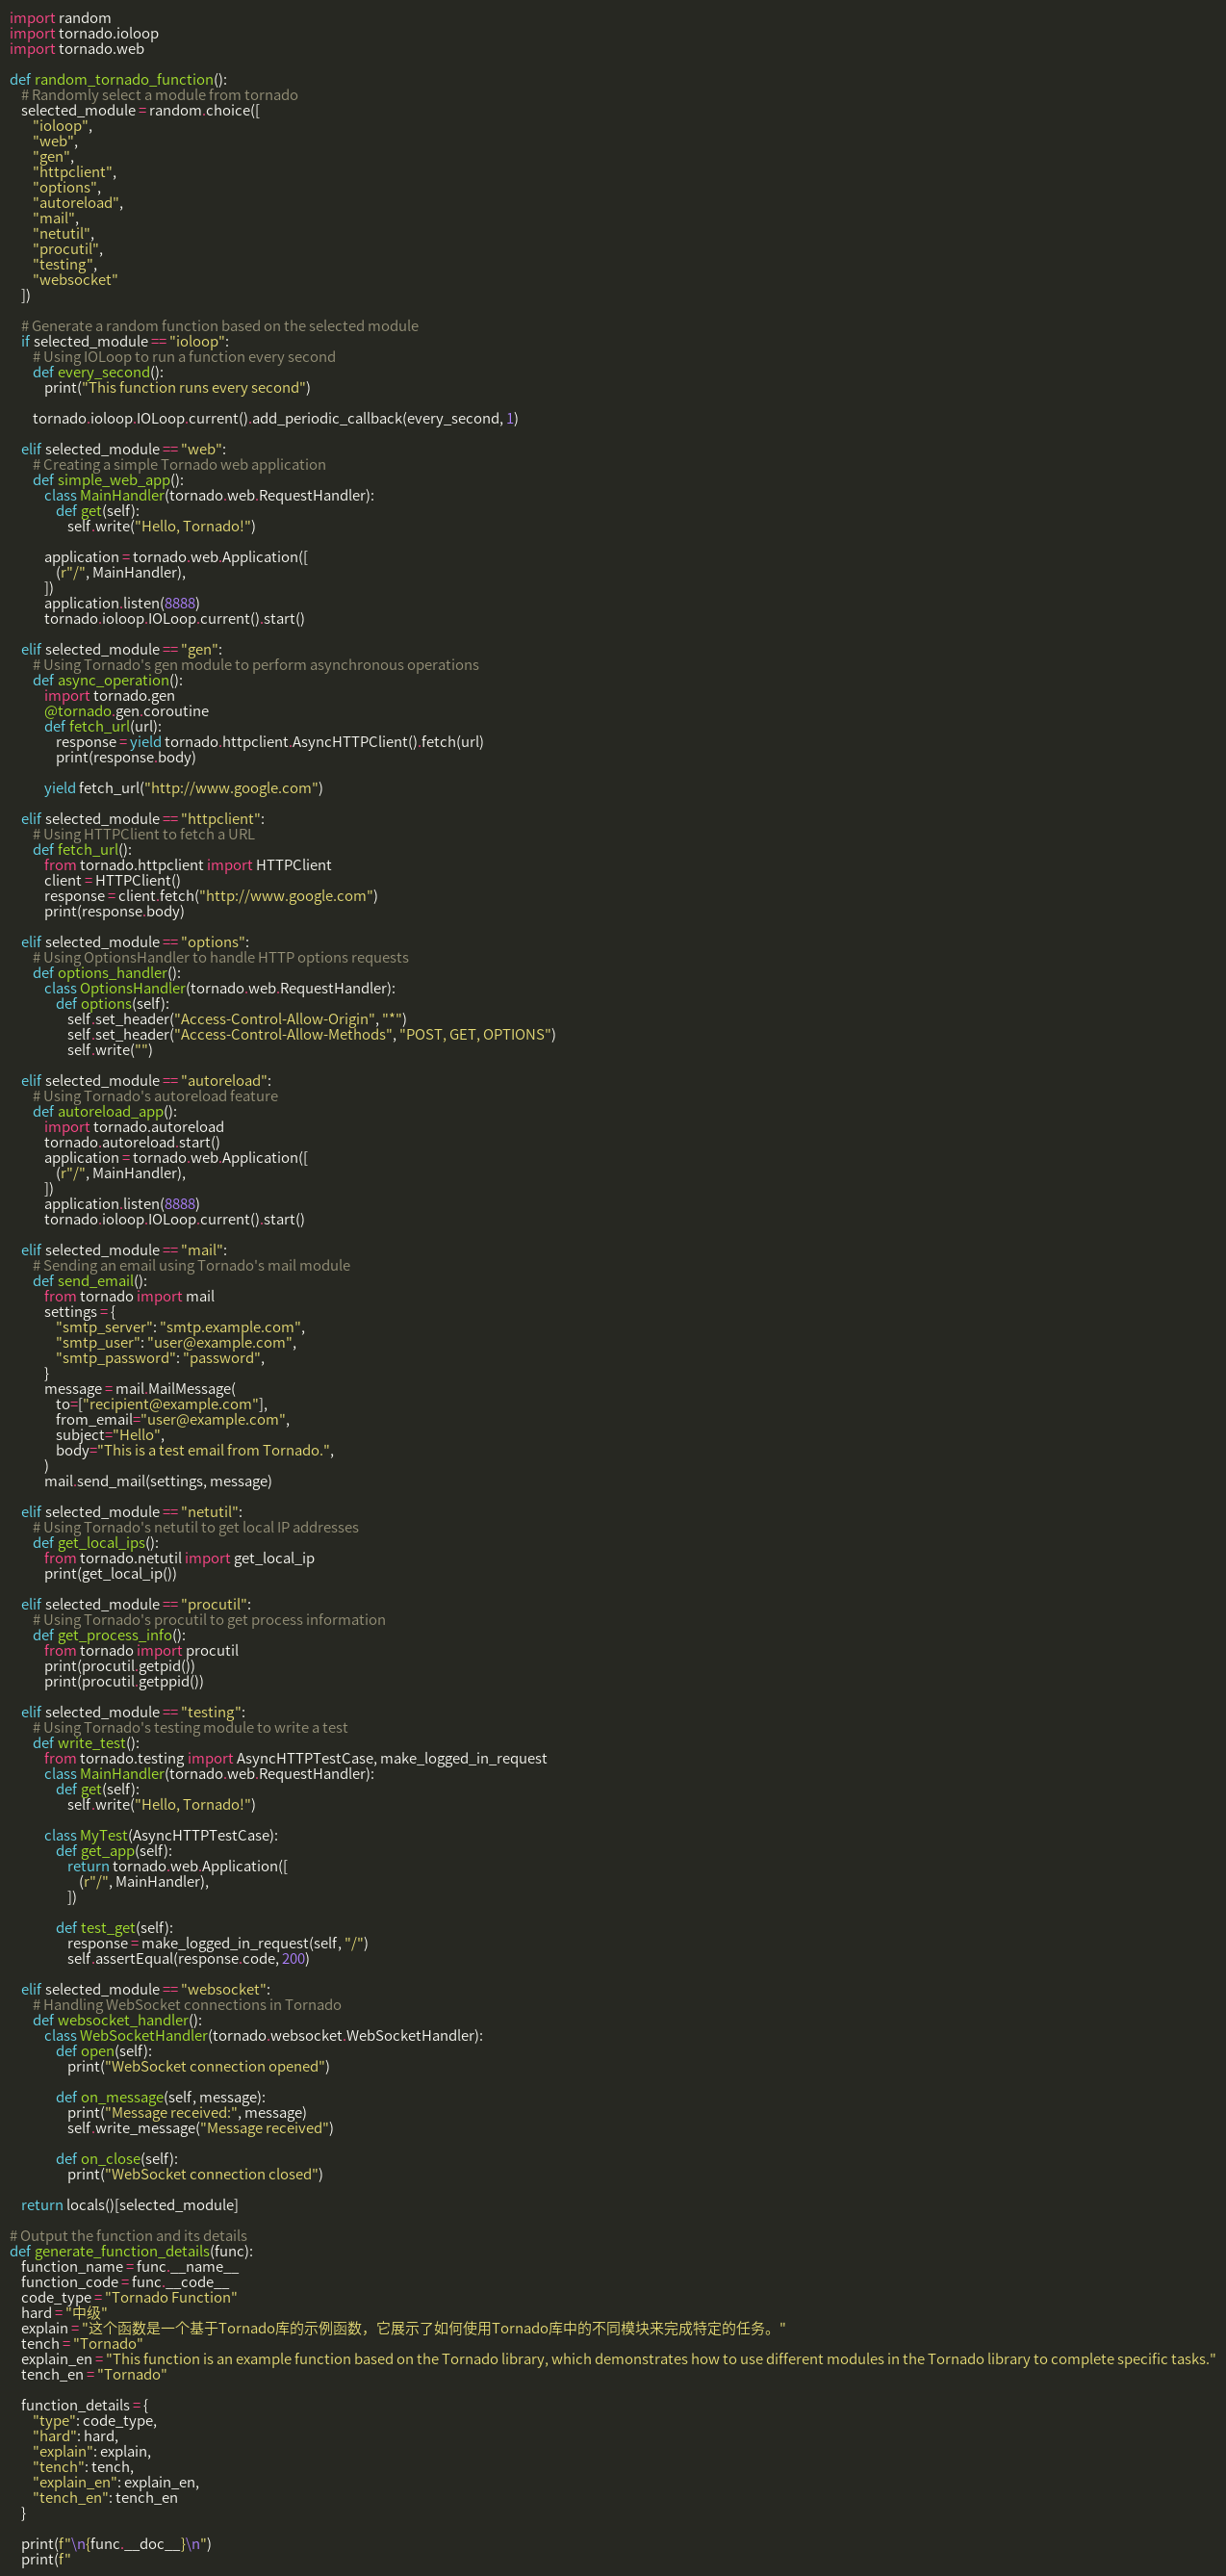 import random
import tornado.ioloop
import tornado.web

def random_tornado_function():
    # Randomly select a module from tornado
    selected_module = random.choice([
        "ioloop",
        "web",
        "gen",
        "httpclient",
        "options",
        "autoreload",
        "mail",
        "netutil",
        "procutil",
        "testing",
        "websocket"
    ])

    # Generate a random function based on the selected module
    if selected_module == "ioloop":
        # Using IOLoop to run a function every second
        def every_second():
            print("This function runs every second")

        tornado.ioloop.IOLoop.current().add_periodic_callback(every_second, 1)

    elif selected_module == "web":
        # Creating a simple Tornado web application
        def simple_web_app():
            class MainHandler(tornado.web.RequestHandler):
                def get(self):
                    self.write("Hello, Tornado!")

            application = tornado.web.Application([
                (r"/", MainHandler),
            ])
            application.listen(8888)
            tornado.ioloop.IOLoop.current().start()

    elif selected_module == "gen":
        # Using Tornado's gen module to perform asynchronous operations
        def async_operation():
            import tornado.gen
            @tornado.gen.coroutine
            def fetch_url(url):
                response = yield tornado.httpclient.AsyncHTTPClient().fetch(url)
                print(response.body)

            yield fetch_url("http://www.google.com")

    elif selected_module == "httpclient":
        # Using HTTPClient to fetch a URL
        def fetch_url():
            from tornado.httpclient import HTTPClient
            client = HTTPClient()
            response = client.fetch("http://www.google.com")
            print(response.body)

    elif selected_module == "options":
        # Using OptionsHandler to handle HTTP options requests
        def options_handler():
            class OptionsHandler(tornado.web.RequestHandler):
                def options(self):
                    self.set_header("Access-Control-Allow-Origin", "*")
                    self.set_header("Access-Control-Allow-Methods", "POST, GET, OPTIONS")
                    self.write("")

    elif selected_module == "autoreload":
        # Using Tornado's autoreload feature
        def autoreload_app():
            import tornado.autoreload
            tornado.autoreload.start()
            application = tornado.web.Application([
                (r"/", MainHandler),
            ])
            application.listen(8888)
            tornado.ioloop.IOLoop.current().start()

    elif selected_module == "mail":
        # Sending an email using Tornado's mail module
        def send_email():
            from tornado import mail
            settings = {
                "smtp_server": "smtp.example.com",
                "smtp_user": "user@example.com",
                "smtp_password": "password",
            }
            message = mail.MailMessage(
                to=["recipient@example.com"],
                from_email="user@example.com",
                subject="Hello",
                body="This is a test email from Tornado.",
            )
            mail.send_mail(settings, message)

    elif selected_module == "netutil":
        # Using Tornado's netutil to get local IP addresses
        def get_local_ips():
            from tornado.netutil import get_local_ip
            print(get_local_ip())

    elif selected_module == "procutil":
        # Using Tornado's procutil to get process information
        def get_process_info():
            from tornado import procutil
            print(procutil.getpid())
            print(procutil.getppid())

    elif selected_module == "testing":
        # Using Tornado's testing module to write a test
        def write_test():
            from tornado.testing import AsyncHTTPTestCase, make_logged_in_request
            class MainHandler(tornado.web.RequestHandler):
                def get(self):
                    self.write("Hello, Tornado!")

            class MyTest(AsyncHTTPTestCase):
                def get_app(self):
                    return tornado.web.Application([
                        (r"/", MainHandler),
                    ])

                def test_get(self):
                    response = make_logged_in_request(self, "/")
                    self.assertEqual(response.code, 200)

    elif selected_module == "websocket":
        # Handling WebSocket connections in Tornado
        def websocket_handler():
            class WebSocketHandler(tornado.websocket.WebSocketHandler):
                def open(self):
                    print("WebSocket connection opened")

                def on_message(self, message):
                    print("Message received:", message)
                    self.write_message("Message received")

                def on_close(self):
                    print("WebSocket connection closed")

    return locals()[selected_module]

# Output the function and its details
def generate_function_details(func):
    function_name = func.__name__
    function_code = func.__code__
    code_type = "Tornado Function"
    hard = "中级"
    explain = "这个函数是一个基于Tornado库的示例函数，它展示了如何使用Tornado库中的不同模块来完成特定的任务。"
    tench = "Tornado"
    explain_en = "This function is an example function based on the Tornado library, which demonstrates how to use different modules in the Tornado library to complete specific tasks."
    tench_en = "Tornado"

    function_details = {
        "type": code_type,
        "hard": hard,
        "explain": explain,
        "tench": tench,
        "explain_en": explain_en,
        "tench_en": tench_en
    }

    print(f"\n{func.__doc__}\n")
    print(f"